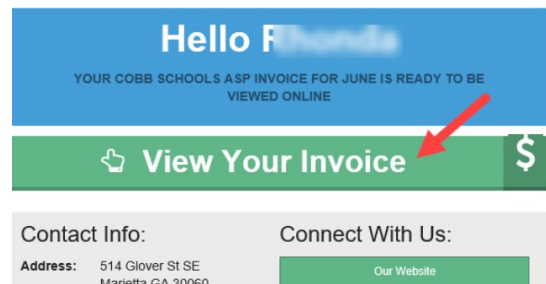 Hello
YOUR COBB SCHOOLS ASP INVOICE FOR JUNE IS READY TO BE
VIEWED ONLINE
View Your Invoice
$
Contact Info:
Address: 514 Glover St SE
Marietta GA 30060
Connect With Us:
Our Website